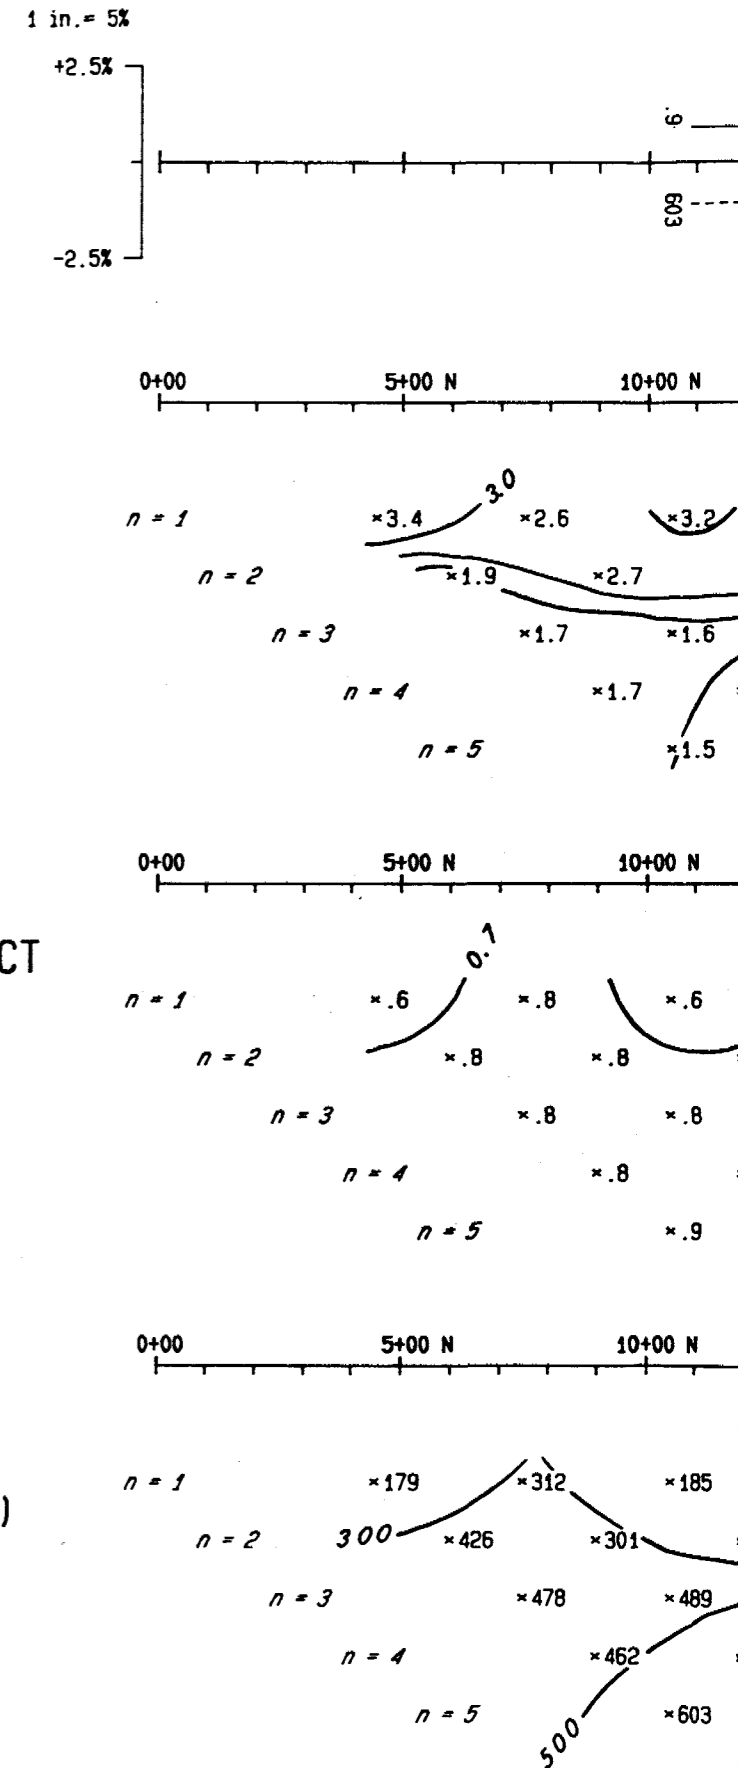 1 in.= 5%
+2.5%
.9
603
-2.5%
0+00 5+00 N 10+00 N
3.0
n = 1 ×3.4 ×2.6 ×3.2
n = 2 ×1.9 ×2.7
n = 3 ×1.7 ×1.6
n = 4 ×1.7
n = 5 ×1.5
0+00 5+00 N 10+00 N
0.7
CT
n = 1 ×.6 ×.8 ×.6
n = 2 ×.8 ×.8
n = 3 ×.8 ×.8
n = 4 ×.8
n = 5 ×.9
0+00 5+00 N 10+00 N
n = 1 ×179 ×312 ×185
)
n = 2 300 ×426 ×301
n = 3 ×478 ×489
n = 4 ×462
n = 5 ×603
500